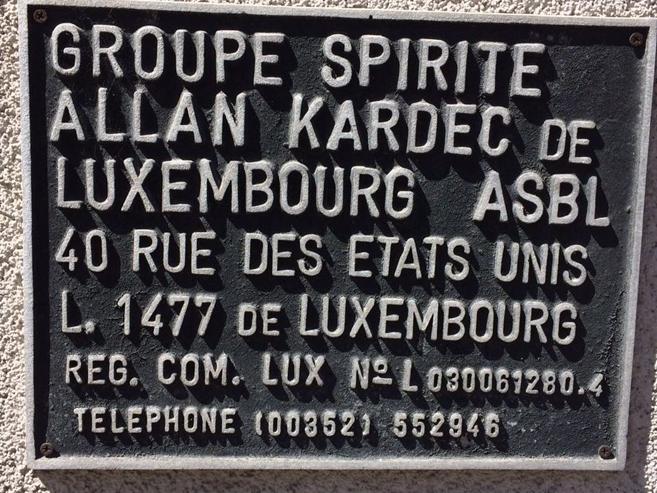 GROUPE SPIRITE
ALLAN KARDEC DE
LUXEMBOURG ASBL
40 RUE DES ETATS UNIS
L. 1477 DE LUXEMBOURG
REG. COM. LUX Nº L 030061280.4
TELEPHONE (00352) 552946